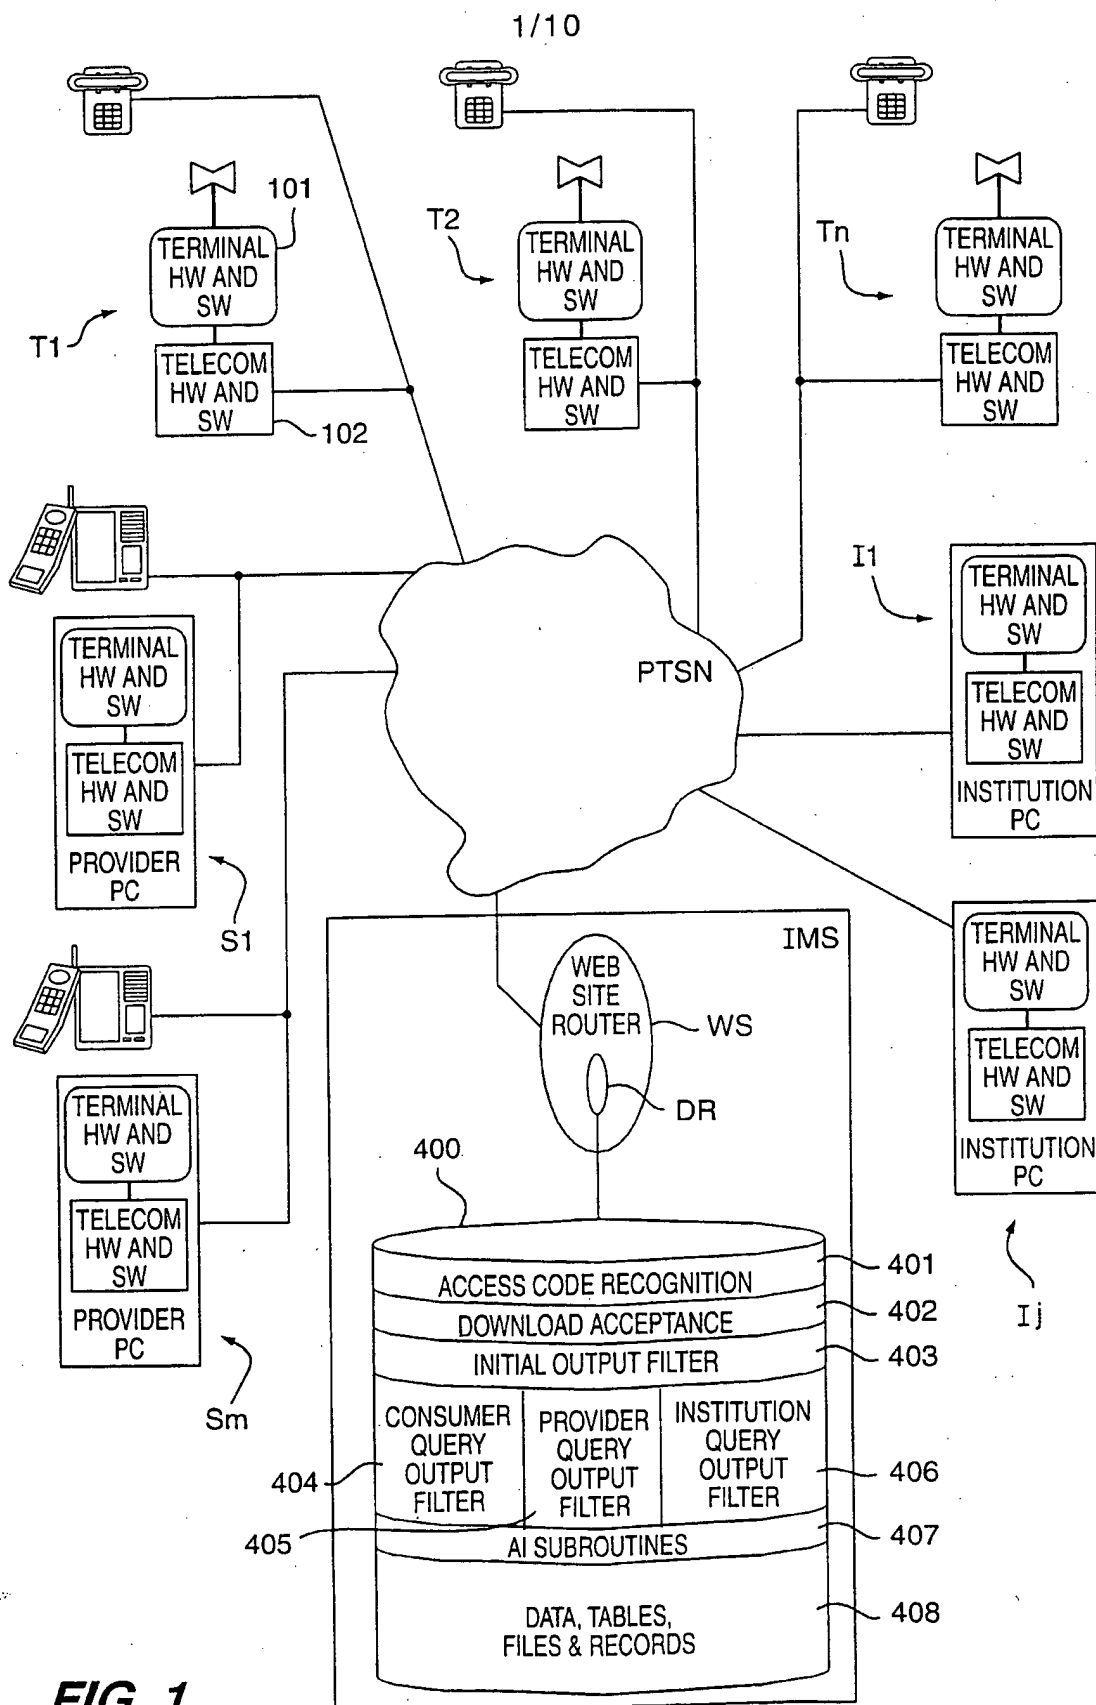 1/10
101
TERMINAL
HW AND
SW
T1
TELECOM
HW AND
SW
102
T2
TERMINAL
HW AND
SW
TELECOM
HW AND
SW
Tn
TERMINAL
HW AND
SW
TELECOM
HW AND
SW
TERMINAL
HW AND
SW
TELECOM
HW AND
SW
PROVIDER
PC
S1
PTSN
I1
TERMINAL
HW AND
SW
TELECOM
HW AND
SW
INSTITUTION
PC
TERMINAL
HW AND
SW
TELECOM
HW AND
SW
INSTITUTION
PC
Ij
TERMINAL
HW AND
SW
TELECOM
HW AND
SW
PROVIDER
PC
Sm
IMS
WEB
SITE
ROUTER
WS
DR
400
ACCESS CODE RECOGNITION
401
DOWNLOAD ACCEPTANCE
402
INITIAL OUTPUT FILTER
403
CONSUMER
QUERY
OUTPUT
FILTER
404
PROVIDER
QUERY
OUTPUT
FILTER
405
INSTITUTION
QUERY
OUTPUT
FILTER
406
AI SUBROUTINES
407
DATA, TABLES,
FILES & RECORDS
408
FIG. 1